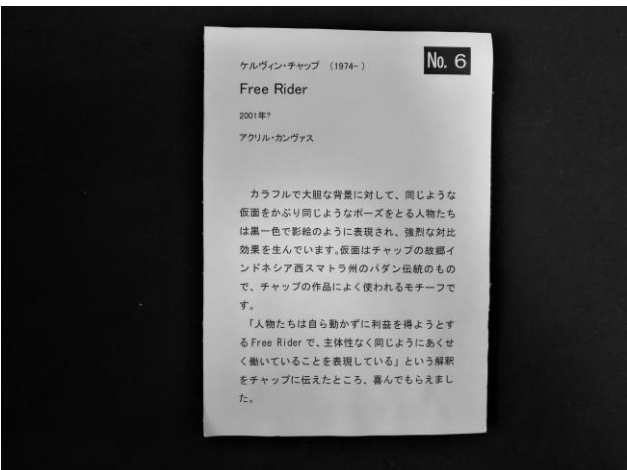 No. 6
ケルヴィン・チャップ （1974- ）
Free Rider
2001年?
アクリル・カンヴァス
カラフルで大胆な背景に対して、同じような
仮面をかぶり同じようなポーズをとる人物たち
は黒一色で影絵のように表現され、強烈な対比
効果を生んでいます。仮面はチャップの故郷イ
ンドネシア西スマトラ州のパダン伝統のもの
で、チャップの作品によく使われるモチーフで
す。
「人物たちは自ら動かずに利益を得ようとす
るFree Riderで、主体性なく同じようにあくせ
く働いていることを表現している」という解釈
をチャップに伝えたところ、喜んでもらえまし
た。